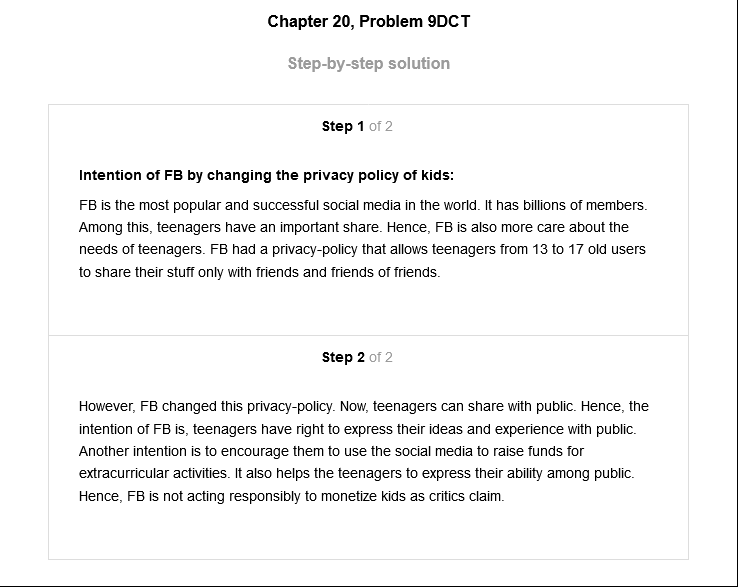 Chapter 20, Problem 9DCT
Step-by-step solution
Step 1 of 2
Intention of FB by changing the privacy policy of kids:
FB is the most popular and successful social media in the world. It has billions of members.
Among this, teenagers have an important share. Hence, FB is also more care about the
needs of teenagers. FB had a privacy-policy that allows teenagers from 13 to 17 old users
to share their stuff only with friends and friends of friends.
Step 2 of 2
However, FB changed this privacy-policy. Now, teenagers can share with public. Hence, the
intention of FB is, teenagers have right to express their ideas and experience with public.
Another intention is to encourage them to use the social media to raise funds for
extracurricular activities. It also helps the teenagers to express their ability among public.
Hence, FB is not acting responsibly to monetize kids as critics claim.